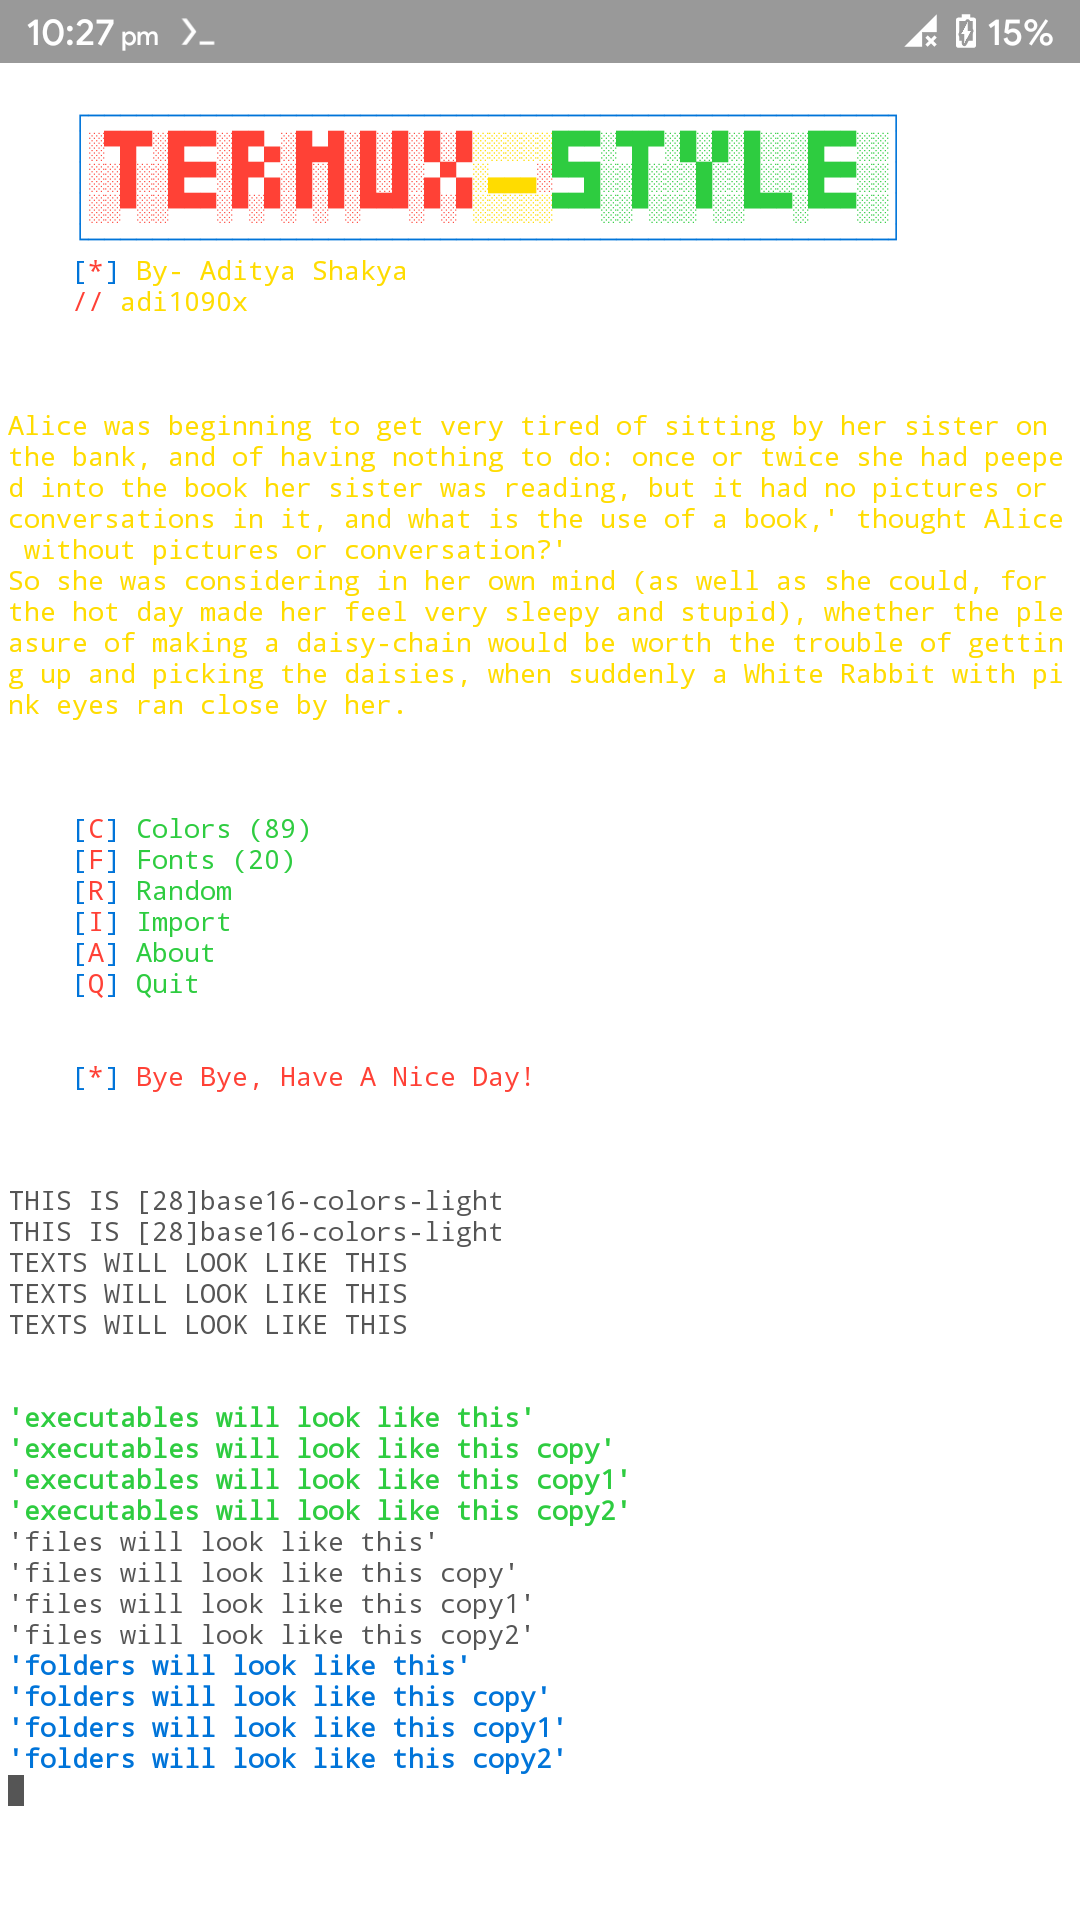 10:27 pm
15%
TERMUX-STYLE
[*] By- Aditya Shakya
// adi1090x
Alice was beginning to get very tired of sitting by her sister on
the bank, and of having nothing to do: once or twice she had peepe
d into the book her sister was reading, but it had no pictures or
conversations in it, and what is the use of a book,' thought Alice
without pictures or conversation?'
So she was considering in her own mind (as well as she could, for
the hot day made her feel very sleepy and stupid), whether the ple
asure of making a daisy-chain would be worth the trouble of gettin
g up and picking the daisies, when suddenly a White Rabbit with pi
nk eyes ran close by her.
[C] Colors (89)
[F] Fonts (20)
[R] Random
[I] Import
[A] About
[Q] Quit
[*] Bye Bye, Have A Nice Day!
THIS IS [28]base16-colors-light
THIS IS [28]base16-colors-light
TEXTS WILL LOOK LIKE THIS
TEXTS WILL LOOK LIKE THIS
TEXTS WILL LOOK LIKE THIS
'executables will look like this'
'executables will look like this copy'
'executables will look like this copy1'
'executables will look like this copy2'
'files will look like this'
'files will look like this copy'
'files will look like this copy1'
'files will look like this copy2'
'folders will look like this'
'folders will look like this copy'
'folders will look like this copy1'
'folders will look like this copy2'